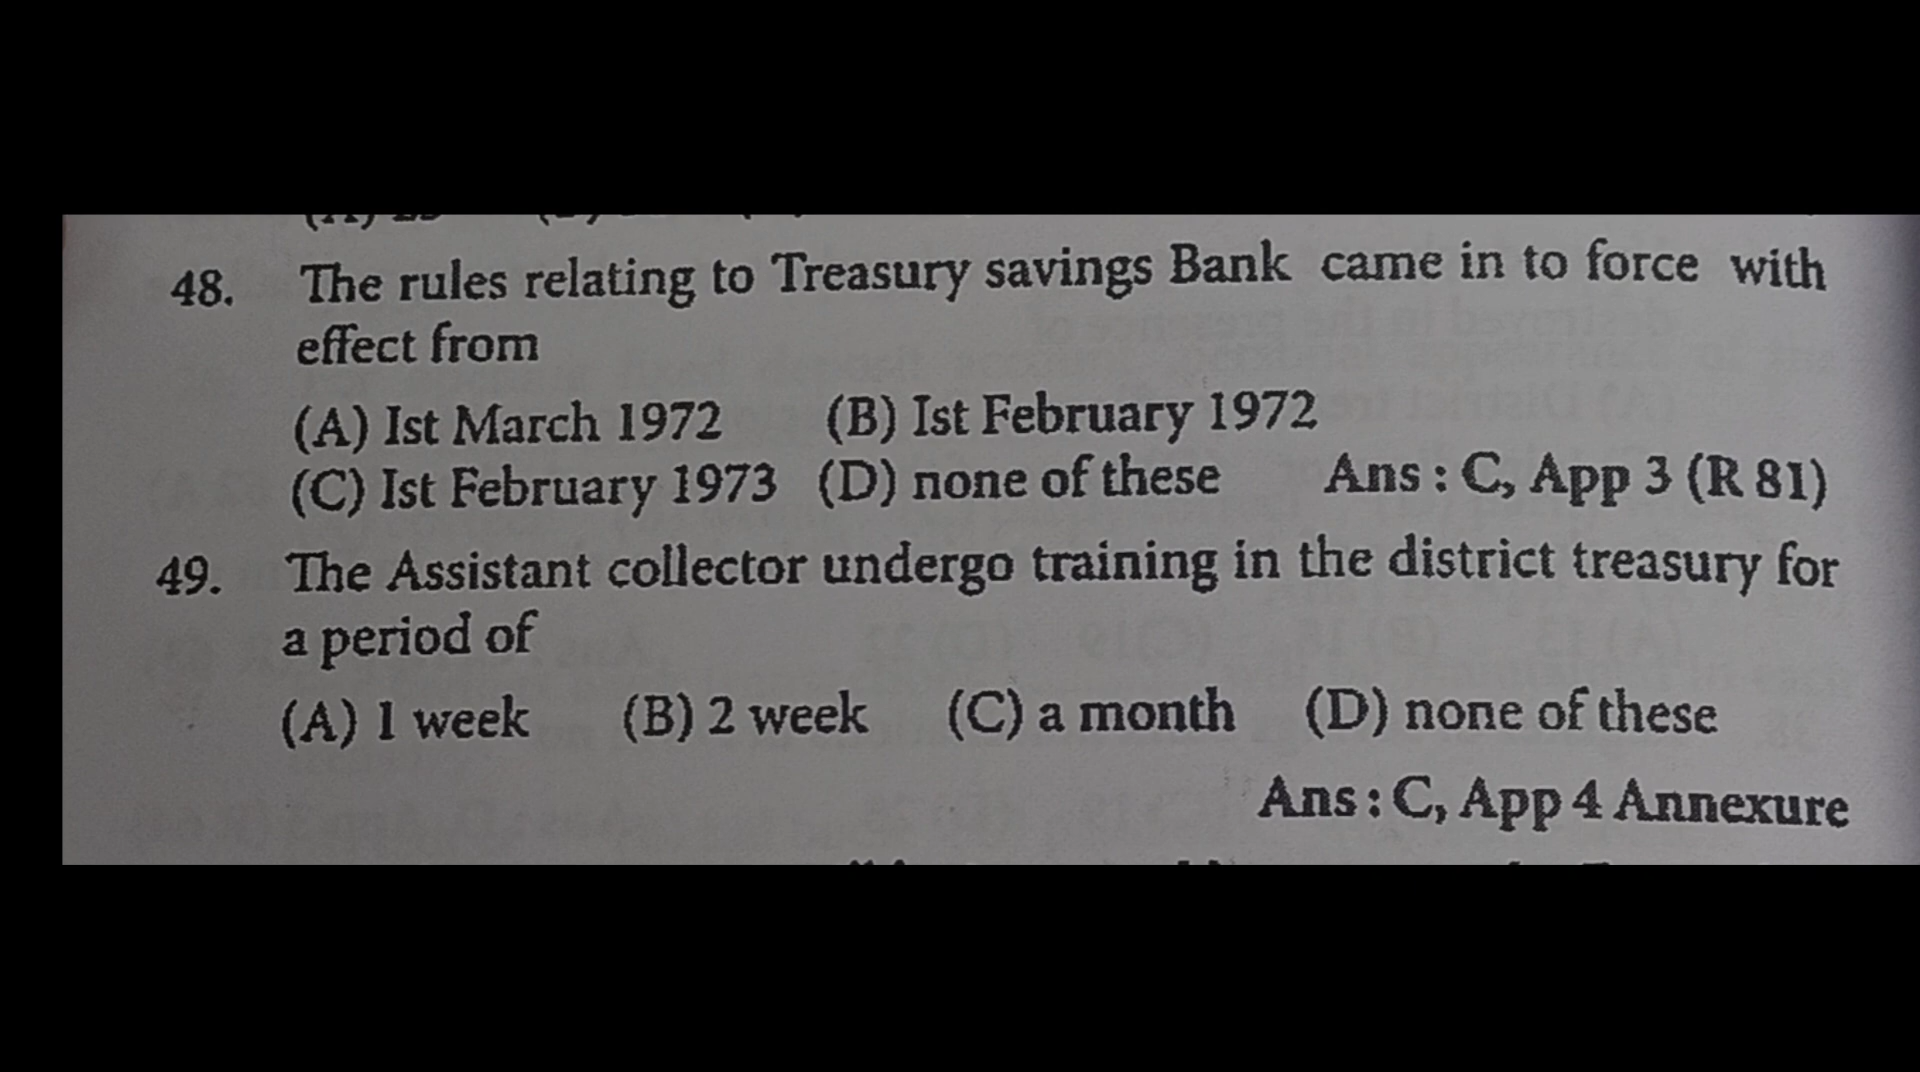 48. The rules relating to Treasury savings Bank came in to force with
effect from
(A) Ist March 1972 (B) Ist February 1972
(C) Ist February 1973 (D) none of these Ans : C, App 3 (R 81)
49. The Assistant collector undergo training in the district treasury for
a period of
(A) 1 week (B) 2 week (C) a month (D) none of these
Ans : C, App 4 Annexure